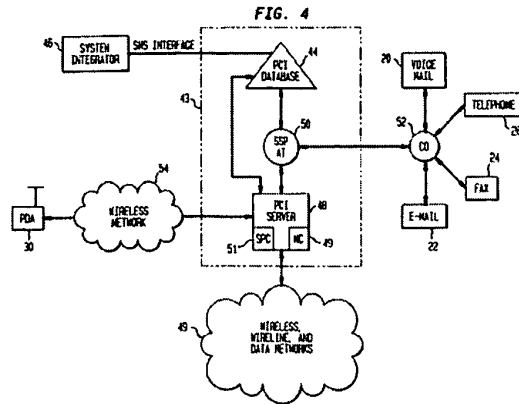 FIG. 4
46
SYSTEM
INTEGRATOR
SMS INTERFACE
44
PCI
DATABASE
43
20
VOICE
MAIL
50
SSP
AT
52
CO
TELEPHONE
26
24
FAX
E-MAIL
22
54
WIRELESS
NETWORK
PDA
30
PCI
SERVER
48
SPC
MC
51
49
49
WIRELESS,
WIRELINE, AND
DATA NETWORKS